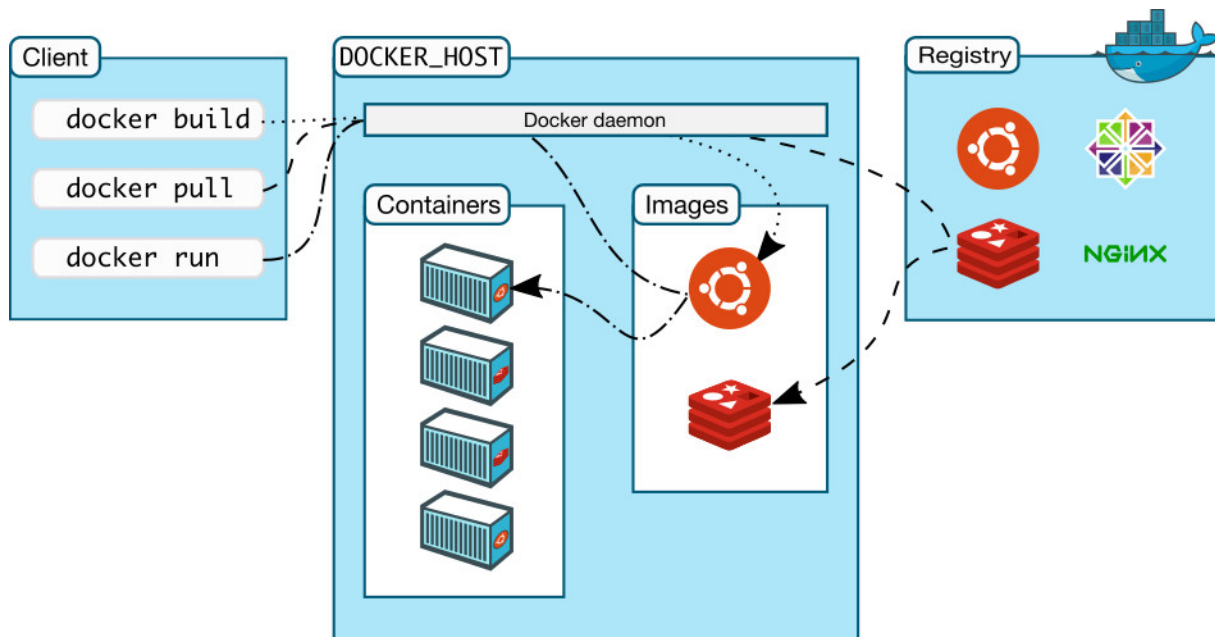 Client
docker build
docker pull
docker run
DOCKER_HOST
Docker daemon
Containers
Images
Registry
NGINX